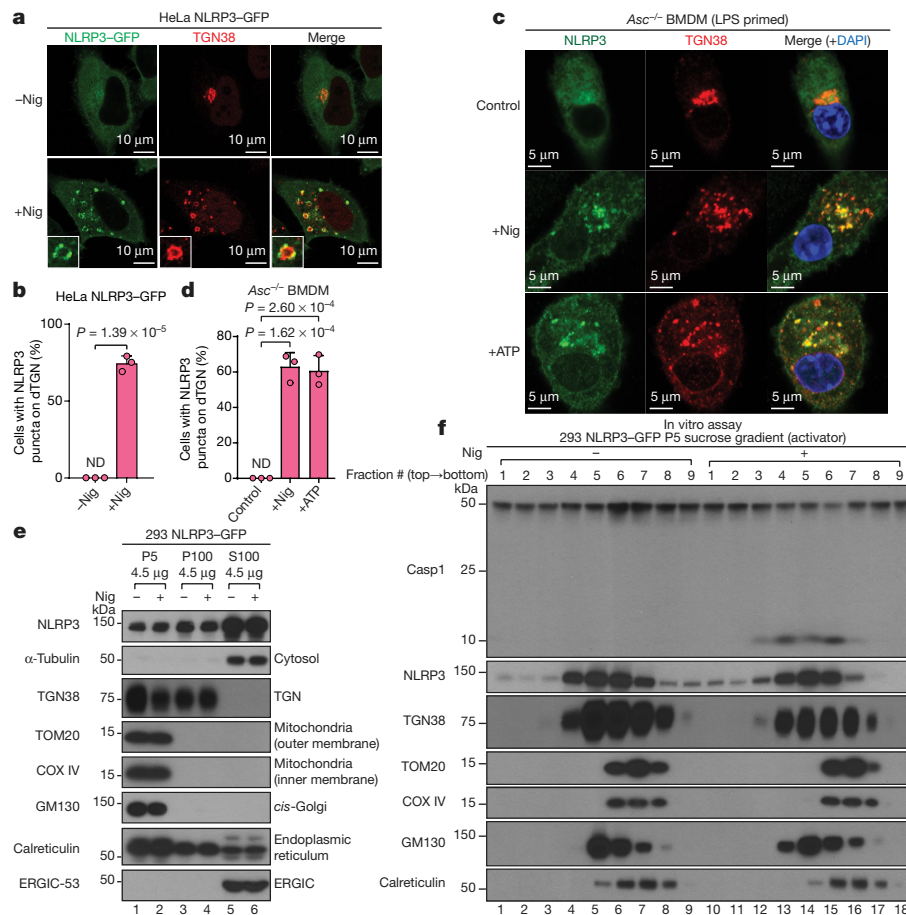 a
HeLa NLRP3–GFP
NLRP3–GFP TGN38 Merge
–Nig
10 μm 10 μm 10 μm
+Nig
10 μm 10 μm 10 μm
b
HeLa NLRP3–GFP
P = 1.39 × 10–5
Cells with NLRP3
puncta on dTGN (%)
100
50
0
ND
–Nig +Nig
d
Asc–/– BMDM
P = 2.60 × 10–4
P = 1.62 × 10–4
Cells with NLRP3
puncta on dTGN (%)
80
60
40
20
0
ND
Control +Nig +ATP
c
Asc–/– BMDM (LPS primed)
NLRP3 TGN38 Merge (+DAPI)
Control
5 μm 5 μm 5 μm
+Nig
5 μm 5 μm 5 μm
+ATP
5 μm 5 μm 5 μm
e
293 NLRP3–GFP
P5 P100 S100
4.5 μg 4.5 μg 4.5 μg
Nig – + – + – +
kDa
NLRP3 150
α-Tubulin 50 Cytosol
TGN38 75 TGN
TOM20 15 Mitochondria
(outer membrane)
COX IV 15 Mitochondria
(inner membrane)
GM130 150 cis-Golgi
Calreticulin 50 Endoplasmic
reticulum
ERGIC-53 50 ERGIC
1 2 3 4 5 6
f
In vitro assay
293 NLRP3–GFP P5 sucrose gradient (activator)
Nig – +
Fraction # (top→bottom) 1 2 3 4 5 6 7 8 9 1 2 3 4 5 6 7 8 9
kDa
50
Casp1
25
10
NLRP3 150
TGN38 75
TOM20 15
COX IV 15
GM130 150
Calreticulin 50
1 2 3 4 5 6 7 8 9 10 11 12 13 14 15 16 17 18